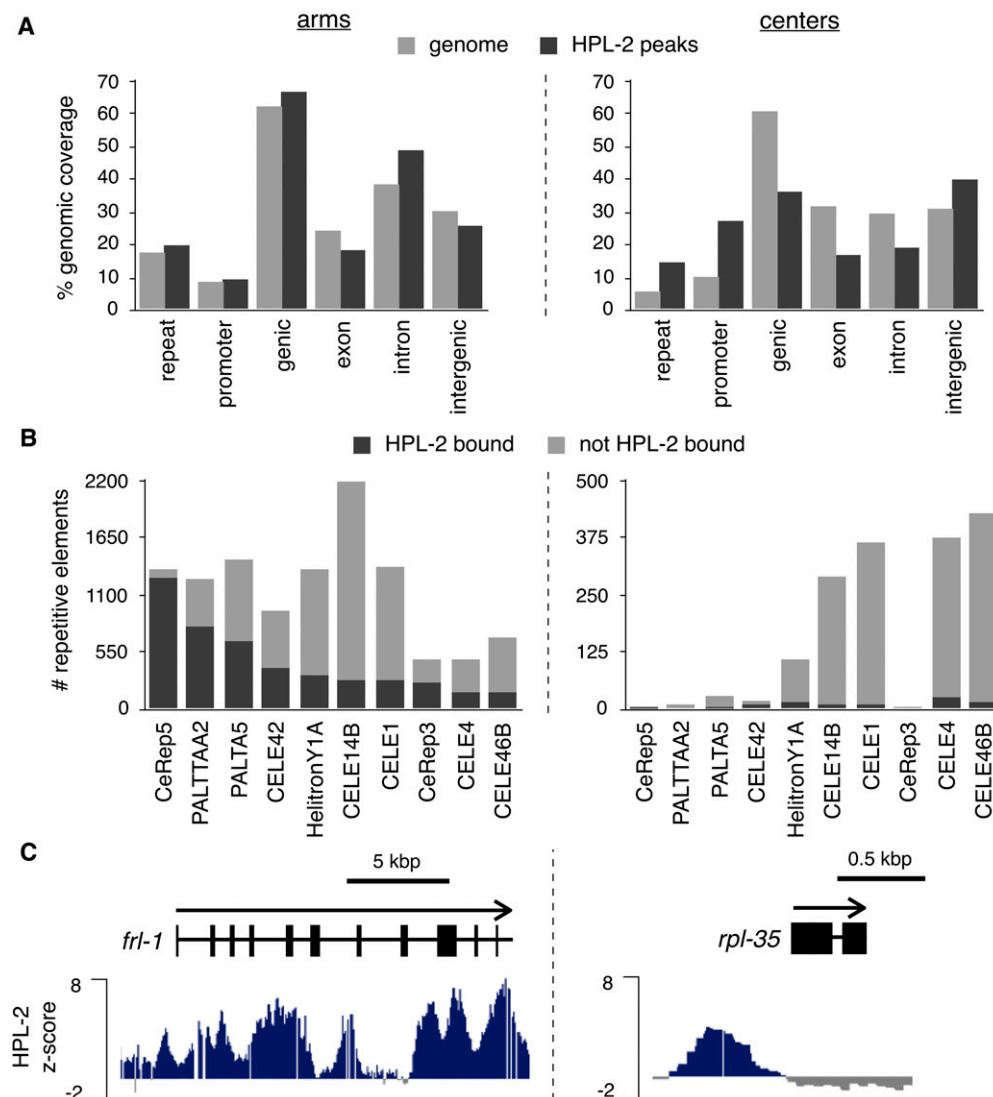 A
arms
centers
genome
HPL-2 peaks
% genomic coverage
70
60
50
40
30
20
10
0
repeat
promoter
genic
exon
intron
intergenic
70
60
50
40
30
20
10
0
repeat
promoter
genic
exon
intron
intergenic
B
HPL-2 bound
not HPL-2 bound
# repetitive elements
2200
1650
1100
550
0
CeRep5
PALTTAA2
PALTA5
CELE42
HelitronY1A
CELE14B
CELE1
CeRep3
CELE4
CELE46B
500
375
250
125
0
CeRep5
PALTTAA2
PALTA5
CELE42
HelitronY1A
CELE14B
CELE1
CeRep3
CELE4
CELE46B
C
5 kbp
frl-1
HPL-2
z-score
8
-2
0.5 kbp
rpl-35
8
-2